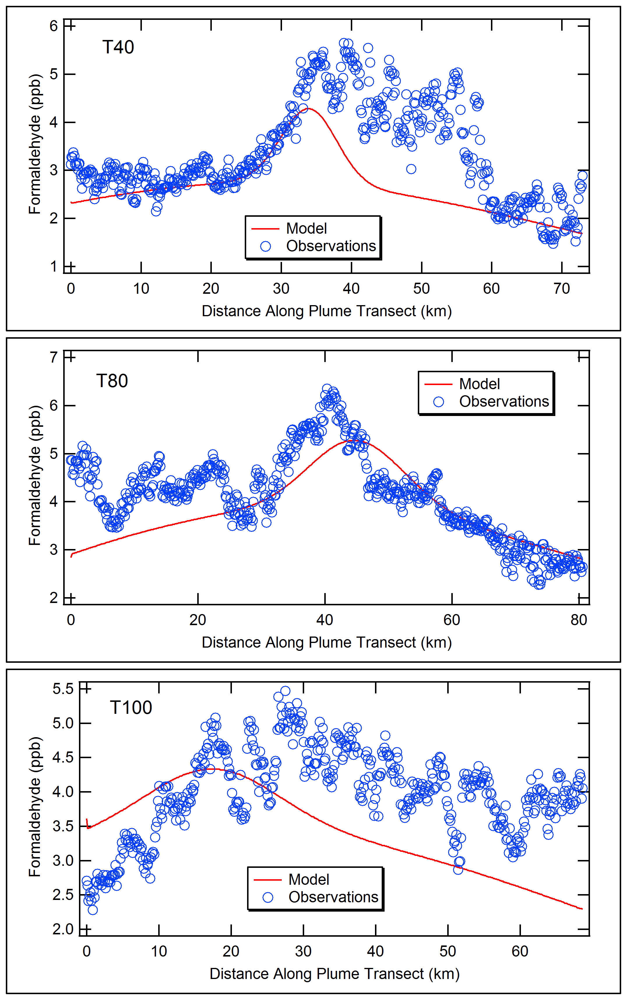 6
T40
5
4
3
2
1
Formaldehyde (ppb)
Model
Observations
0 10 20 30 40 50 60 70
Distance Along Plume Transect (km)
7
T80
6
5
4
3
2
Formaldehyde (ppb)
Model
Observations
0 20 40 60 80
Distance Along Plume Transect (km)
5.5
T100
5.0
4.5
4.0
3.5
3.0
2.5
2.0
Formaldehyde (ppb)
Model
Observations
0 10 20 30 40 50 60
Distance Along Plume Transect (km)